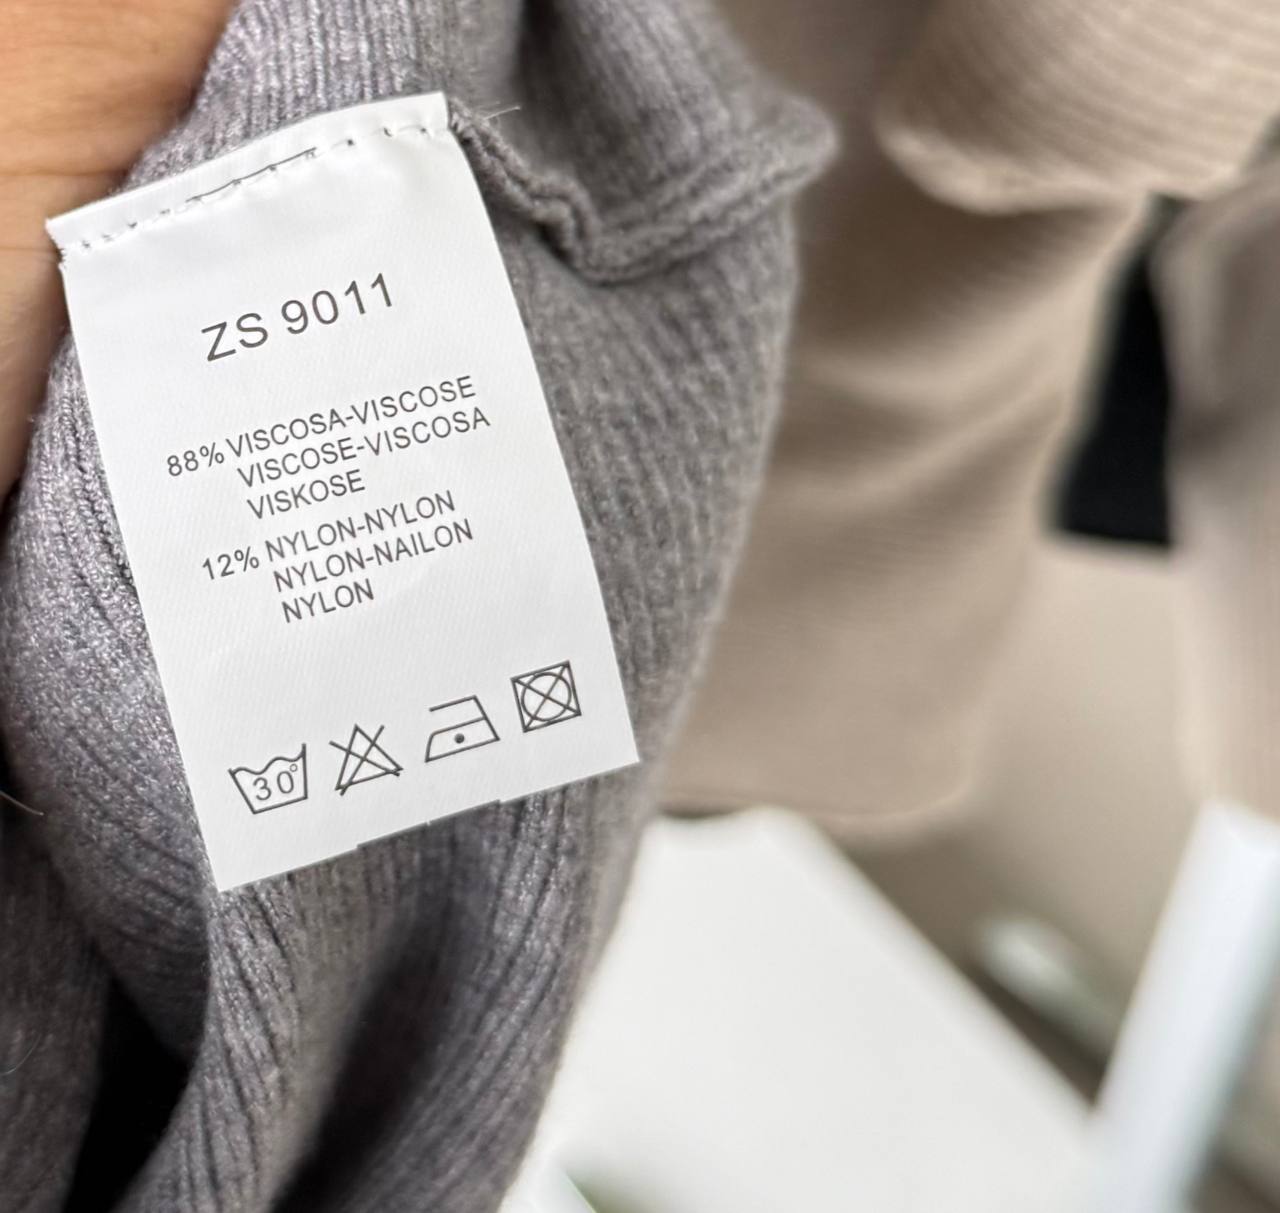 ZS 9011
88% VISCOSA-VISCOSE
VISCOSE-VISCOSA
VISKOSE
12% NYLON-NYLON
NYLON-NAILON
NYLON
30°